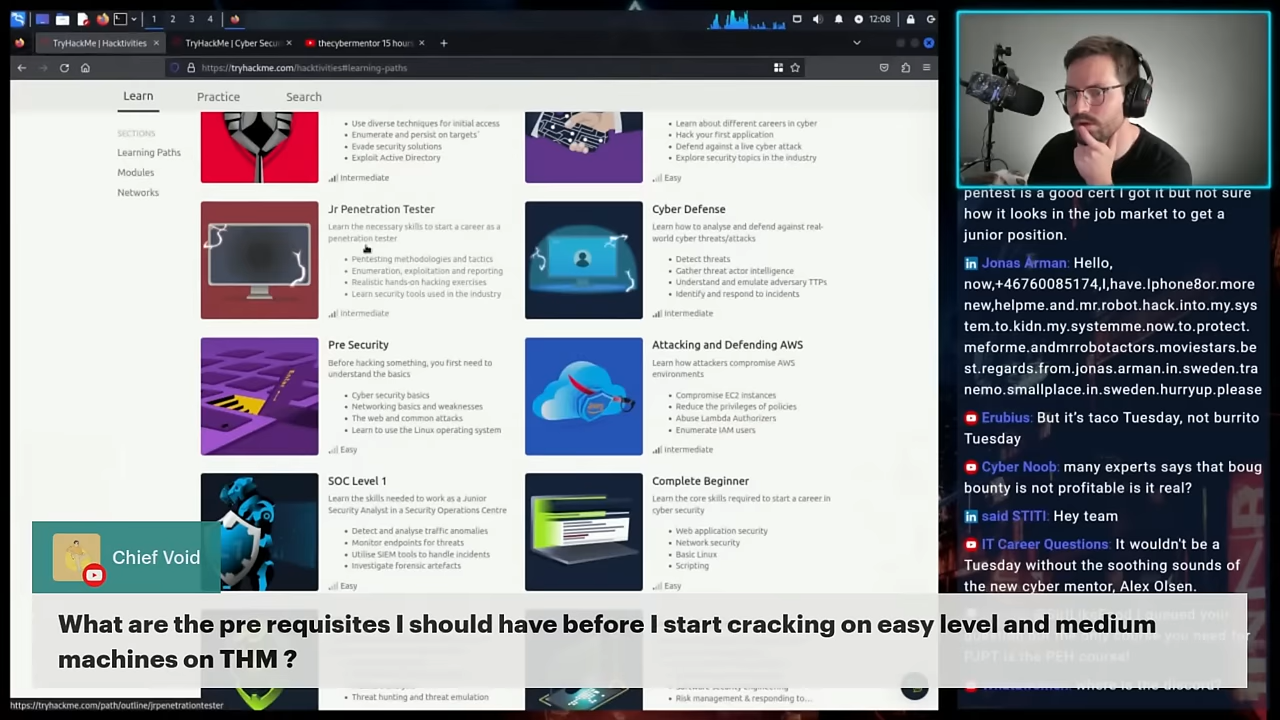 1 2 3 4
12:08
TryHackMe | Hacktivities
TryHackMe | Cyber Secu
thecybermentor 15 hour
https://tryhackme.com/hacktivities#learning-paths
Learn
Practice
Search
SECTIONS
Learning Paths
Modules
Networks
Use diverse techniques for initial access
Enumerate and persist on targets`
Evade security solutions
Exploit Active Directory
Intermediate
Learn about different careers in cyber
Hack your first application
Defend against a live cyber attack
Explore security topics in the industry
Easy
Jr Penetration Tester
Learn the necessary skills to start a career as a
penetration tester
Pentesting methodologies and tactics
Enumeration, exploitation and reporting
Realistic hands-on hacking exercises
Learn security tools used in the industry
Intermediate
Cyber Defense
Learn how to analyse and defend against real-
world cyber threats/attacks
Detect threats
Gather threat actor intelligence
Understand and emulate adversary TTPs
Identify and respond to incidents
Intermediate
Pre Security
Before hacking something, you first need to
understand the basics
Cyber security basics
Networking basics and weaknesses
The web and common attacks
Learn to use the Linux operating system
Easy
Attacking and Defending AWS
Learn how attackers compromise AWS
environments
Compromise EC2 Instances
Reduce the privileges of policies
Abuse Lambda Authorizers
Enumerate IAM users
Intermediate
SOC Level 1
Learn the skills needed to work as a Junior
Security Analyst in a Security Operations Centre
Detect and analyse traffic anomalies
Monitor endpoints for threats
Utilise SIEM tools to handle incidents
Investigate forensic artefacts
Easy
Complete Beginner
Learn the core skills required to start a career in
cyber security
Web application security
Network security
Basic Linux
Scripting
Easy
Threat hunting and threat emulation
Risk management & responding to...
https://tryhackme.com/path/outline/jrpenetrationtester
Chief Void
What are the pre requisites I should have before I start cracking on easy level and medium
machines on THM ?
pentest is a good cert I got it but not sure
how it looks in the job market to get a
junior position.
Jonas Arman: Hello,
now,+46760085174,I,have.Iphone8or.more
new,helpme.and.mr.robot.hack.into.my.sys
tem.to.kidn.my.systemme.now.to.protect.
meforme.andmrrobotactors.moviestars.be
st.regards.from.jonas.arman.in.sweden.tra
nemo.smallplace.in.sweden.hurryup.please
Erubius: But it's taco Tuesday, not burrito
Tuesday
Cyber Noob: many experts says that boug
bounty is not profitable is it real?
said STITI: Hey team
IT Career Questions: It wouldn't be a
Tuesday without the soothing sounds of
the new cyber mentor, Alex Olsen.
PJPT is the PEH course!
where is the discord?